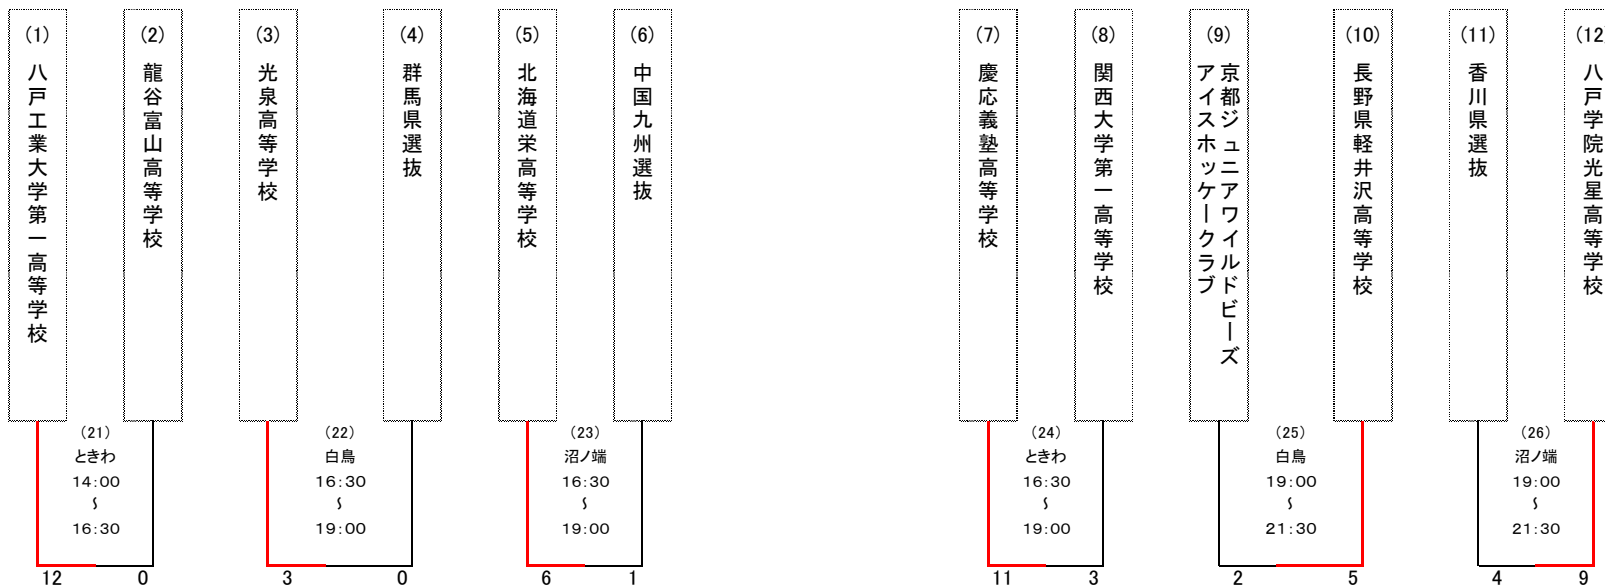 (1)
八戸工業大学第一高等学校
(2)
龍谷富山高等学校
(3)
光泉高等学校
(4)
群馬県選抜
(5)
北海道栄高等学校
(6)
中国九州選抜
(7)
慶応義塾高等学校
(8)
関西大学第一高等学校
(9)
京都ジュニアワイルドビーズ
アイスホッケークラブ
(10)
長野県軽井沢高等学校
(11)
香川県選抜
(12)
八戸学院光星高等学校
(21)
ときわ
14:00
~
16:30
12 0
(22)
白鳥
16:30
~
19:00
3 0
(23)
沼ノ端
16:30
~
19:00
6 1
(24)
ときわ
16:30
~
19:00
11 3
(25)
白鳥
19:00
~
21:30
2 5
(26)
沼ノ端
19:00
~
21:30
4 9